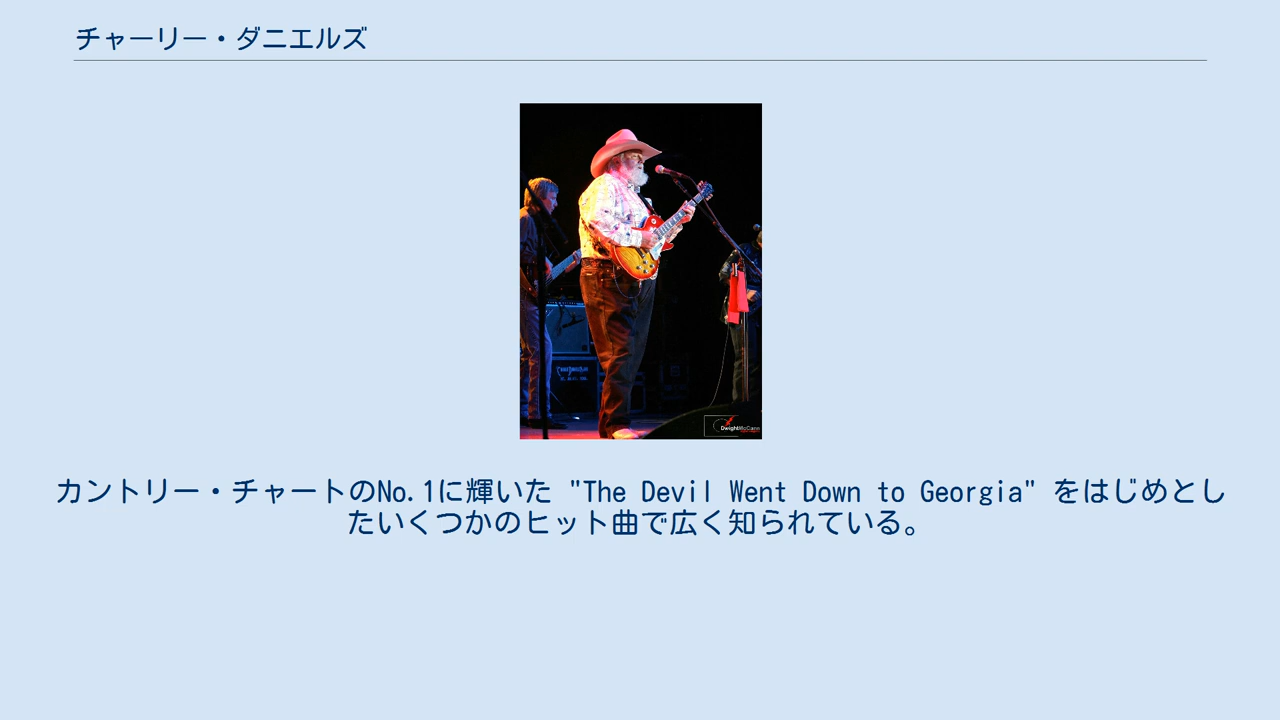 チャーリー・ダニエルズ
DwightMcCann
カントリー・チャートのNo.1に輝いた "The Devil Went Down to Georgia" をはじめとし
たいくつかのヒット曲で広く知られている。